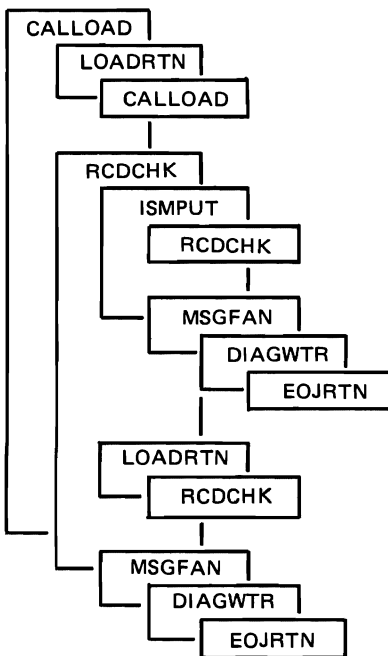 CALLOAD
LOADRTN
CALLOAD
RCDCHK
ISMPUT
RCDCHK
MSGFAN
DIAGWTR
EOJRTN
LOADRTN
RCDCHK
MSGFAN
DIAGWTR
EOJRTN